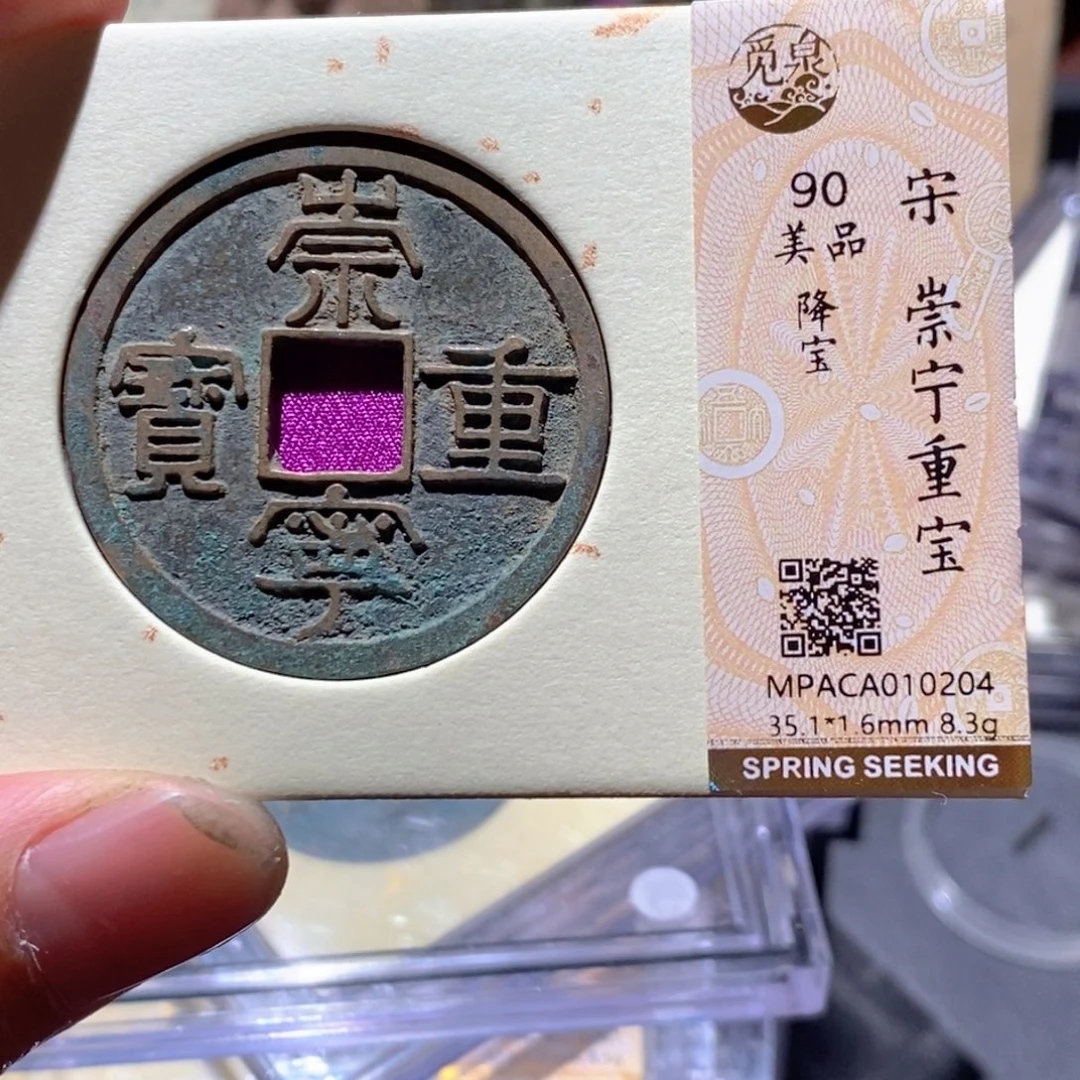 崇
寶 重
寧
觅泉
90
美品
降宝
宋 崇宁重宝
MPACA010204
35.1*1.6mm 8.3g
SPRING SEEKING